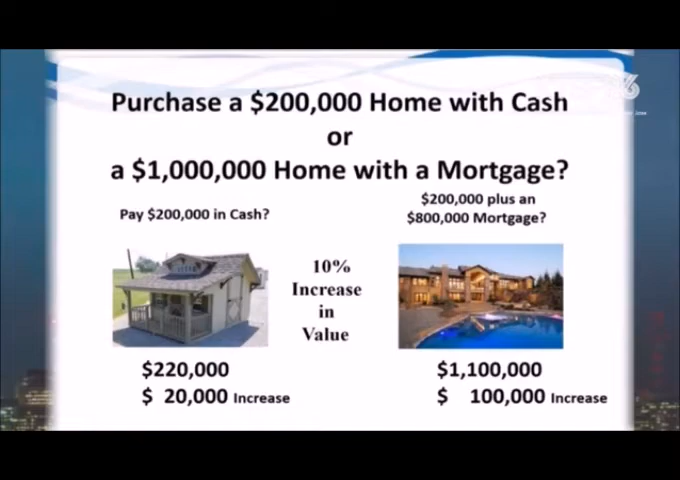 Purchase a $200,000 Home with Cash
or
a $1,000,000 Home with a Mortgage?
Pay $200,000 in Cash?
$200,000 plus an
$800,000 Mortgage?
10%
Increase
in
Value
$220,000
$ 20,000 Increase
$1,100,000
$ 100,000 Increase